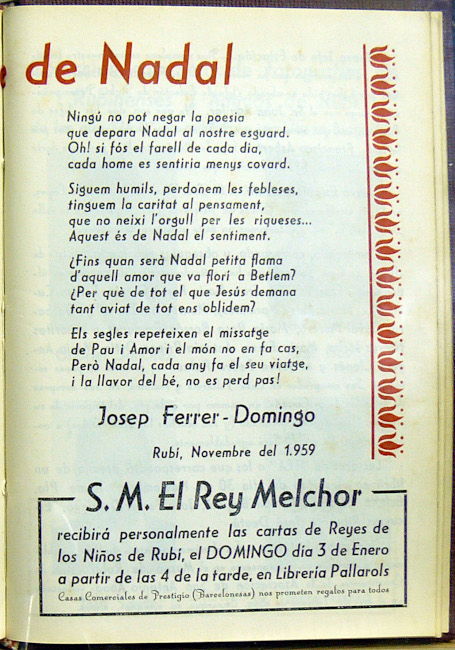 de Nadal
Ningú no pot negar la poesia
que depara Nadal al nostre esguard.
Oh! si fós el farell de cada dia,
cada home es sentiria menys covard.
Siguem humils, perdonem les febleses,
tinguem la caritat al pensament,
que no neixi l'orgull per les riqueses...
Aquest és de Nadal el sentiment.
¿Fins quan serà Nadal petita flama
d'aquell amor que va florí a Betlem?
¿Per què de tot el que Jesús demana
tant aviat de tot ens oblidem?
Els segles repeteixen el missatge
de Pau i Amor i el món no en fa cas,
Però Nadal, cada any fa el seu viatge,
i la llavor del bé, no es perd pas!
Josep Ferrer-Domingo
Rubí, Novembre del 1.959
S. M. El Rey Melchor
recibirá personalmente las cartas de Reyes de
los Niños de Rubí, el DOMINGO día 3 de Enero
a partir de las 4 de la tarde, en Librería Pallarols
Casas Comerciales de Prestigio (Barcelonesas) nos prometen regalos para todos